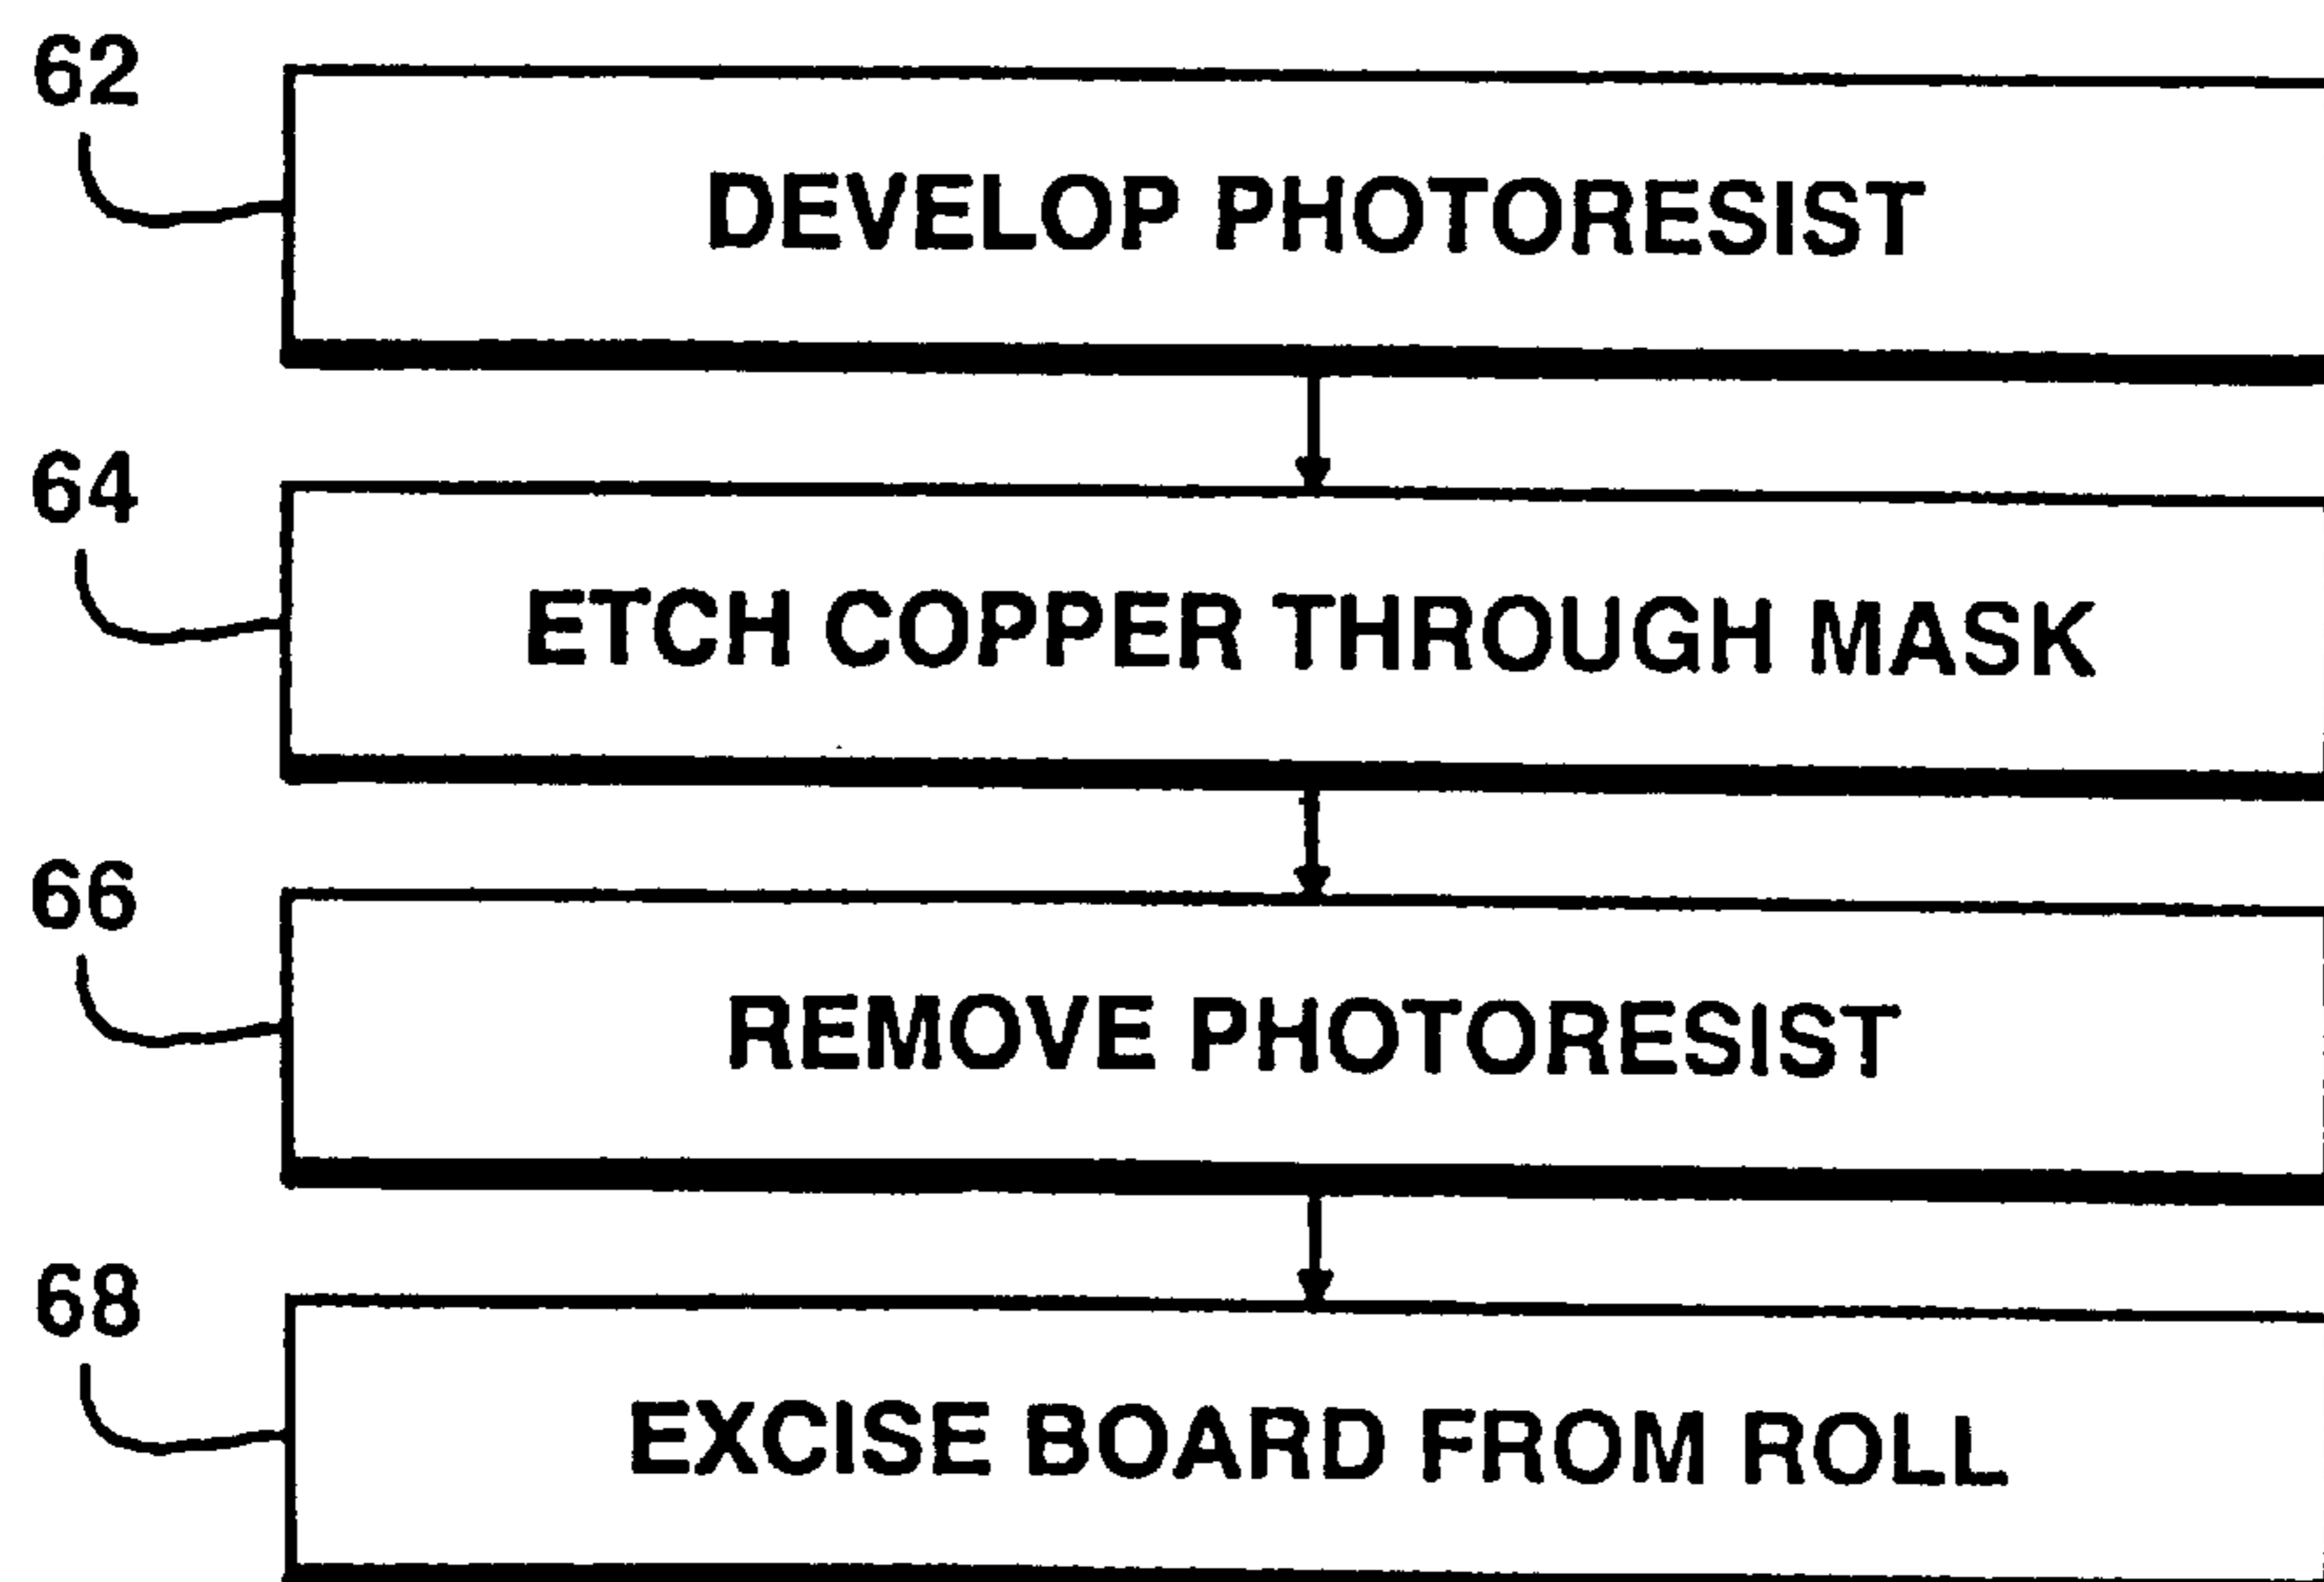 62
DEVELOP PHOTORESIST
64
ETCH COPPER THROUGH MASK
66
REMOVE PHOTORESIST
68
EXCISE BOARD FROM ROLL